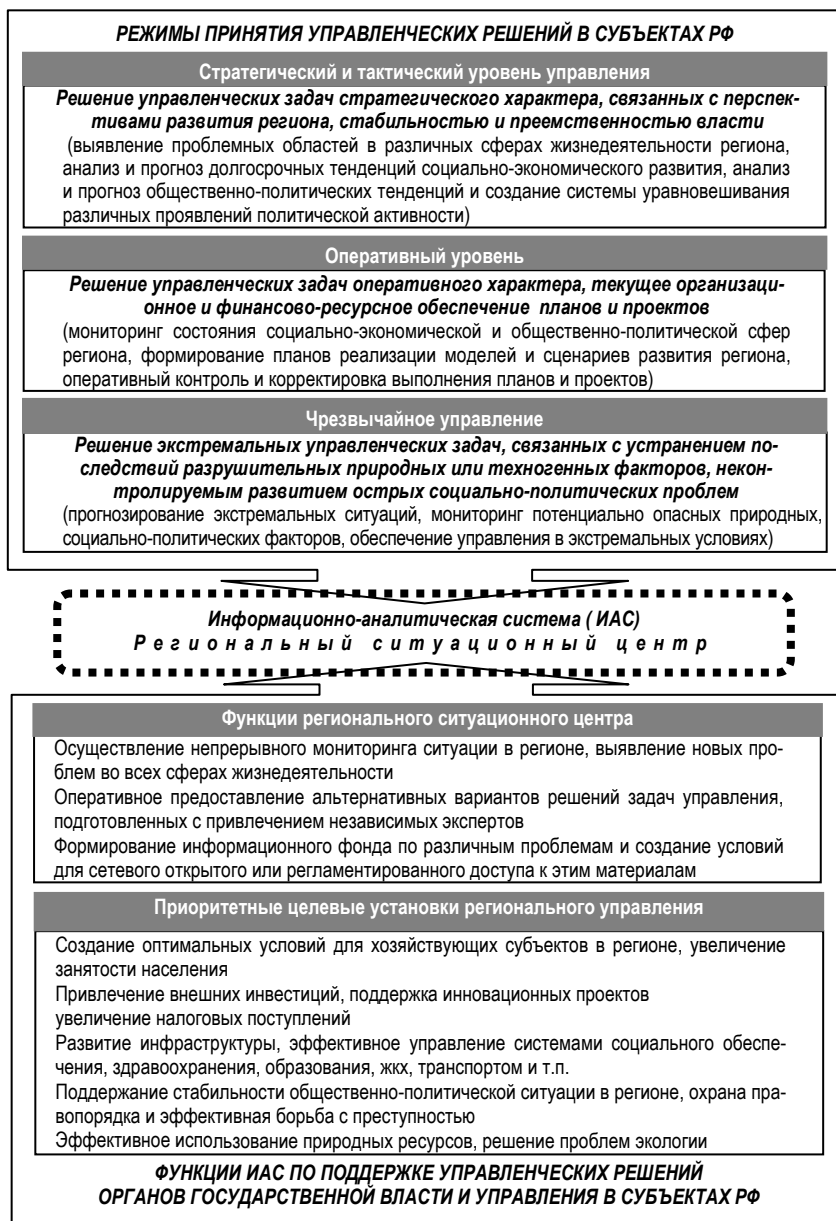 РЕЖИМЫ ПРИНЯТИЯ УПРАВЛЕНЧЕСКИХ РЕШЕНИЙ В СУБЪЕКТАХ РФ
Стратегический и тактический уровень управления
Решение управленческих задач стратегического характера, связанных с перспек-
тивами развития региона, стабильностью и преемственностью власти
(выявление проблемных областей в различных сферах жизнедеятельности региона,
анализ и прогноз долгосрочных тенденций социально-экономического развития, анализ
и прогноз общественно-политических тенденций и создание системы уравновешивания
различных проявлений политической активности)
Оперативный уровень
Решение управленческих задач оперативного характера, текущее организаци-
онное и финансово-ресурсное обеспечение планов и проектов
(мониторинг состояния социально-экономической и общественно-политической сфер
региона, формирование планов реализации моделей и сценариев развития региона,
оперативный контроль и корректировка выполнения планов и проектов)
Чрезвычайное управление
Решение экстремальных управленческих задач, связанных с устранением по-
следствий разрушительных природных или техногенных факторов, некон-
тролируемым развитием острых социально-политических проблем
(прогнозирование экстремальных ситуаций, мониторинг потенциально опасных природных,
социально-политических факторов, обеспечение управления в экстремальных условиях)
Информационно-аналитическая система ( ИАС)
Региональный ситуационный центр
Функции регионального ситуационного центра
Осуществление непрерывного мониторинга ситуации в регионе, выявление новых про-
блем во всех сферах жизнедеятельности
Оперативное предоставление альтернативных вариантов решений задач управления,
подготовленных с привлечением независимых экспертов
Формирование информационного фонда по различным проблемам и создание условий
для сетевого открытого или регламентированного доступа к этим материалам
Приоритетные целевые установки регионального управления
Создание оптимальных условий для хозяйствующих субъектов в регионе, увеличение
занятости населения
Привлечение внешних инвестиций, поддержка инновационных проектов
увеличение налоговых поступлений
Развитие инфраструктуры, эффективное управление системами социального обеспе-
чения, здравоохранения, образования, жкх, транспортом и т.п.
Поддержание стабильности общественно-политической ситуации в регионе, охрана пра-
вопорядка и эффективная борьба с преступностью
Эффективное использование природных ресурсов, решение проблем экологии
ФУНКЦИИ ИАС ПО ПОДДЕРЖКЕ УПРАВЛЕНЧЕСКИХ РЕШЕНИЙ
ОРГАНОВ ГОСУДАРСТВЕННОЙ ВЛАСТИ И УПРАВЛЕНИЯ В СУБЪЕКТАХ РФ